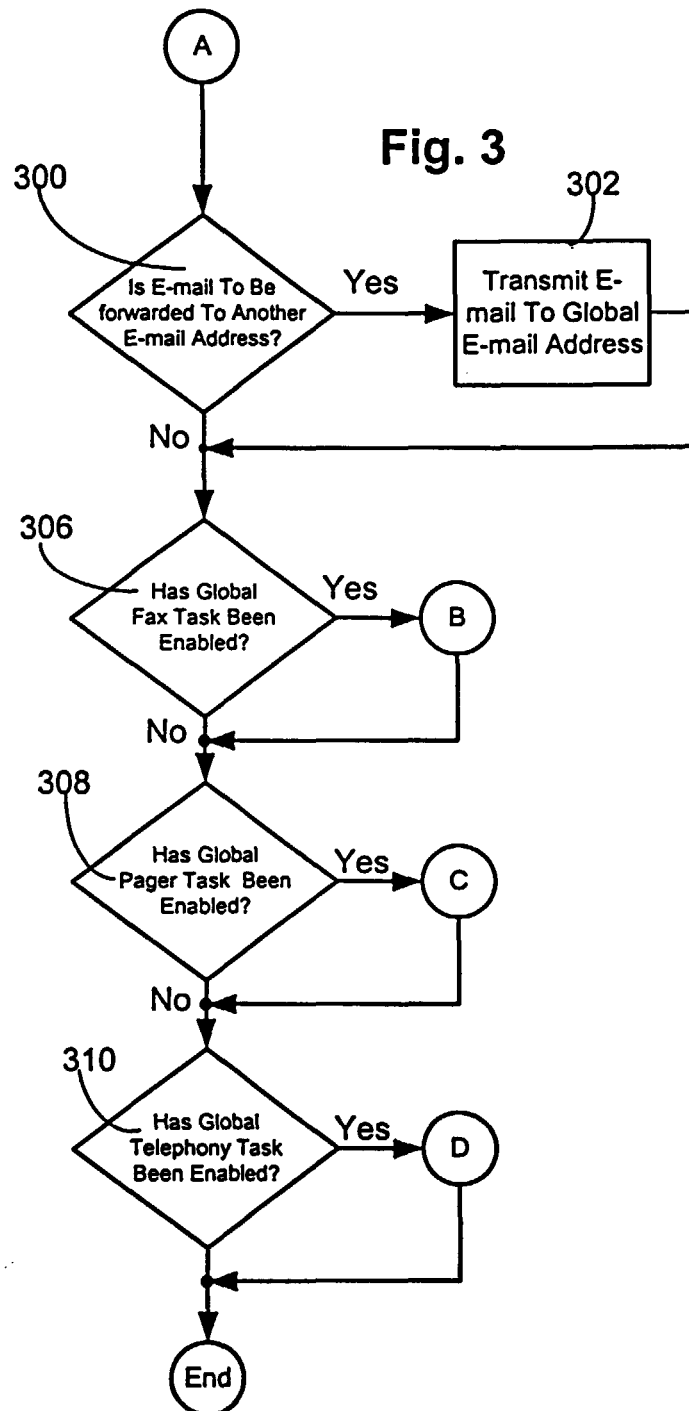 A
Fig. 3
300
302
Is E-mail To Be
forwarded To Another
E-mail Address?
Yes
Transmit E-
mail To Global
E-mail Address
No
306
Has Global
Fax Task Been
Enabled?
Yes
B
No
308
Has Global
Pager Task Been
Enabled?
Yes
C
No
310
Has Global
Telephony Task
Been Enabled?
Yes
D
End